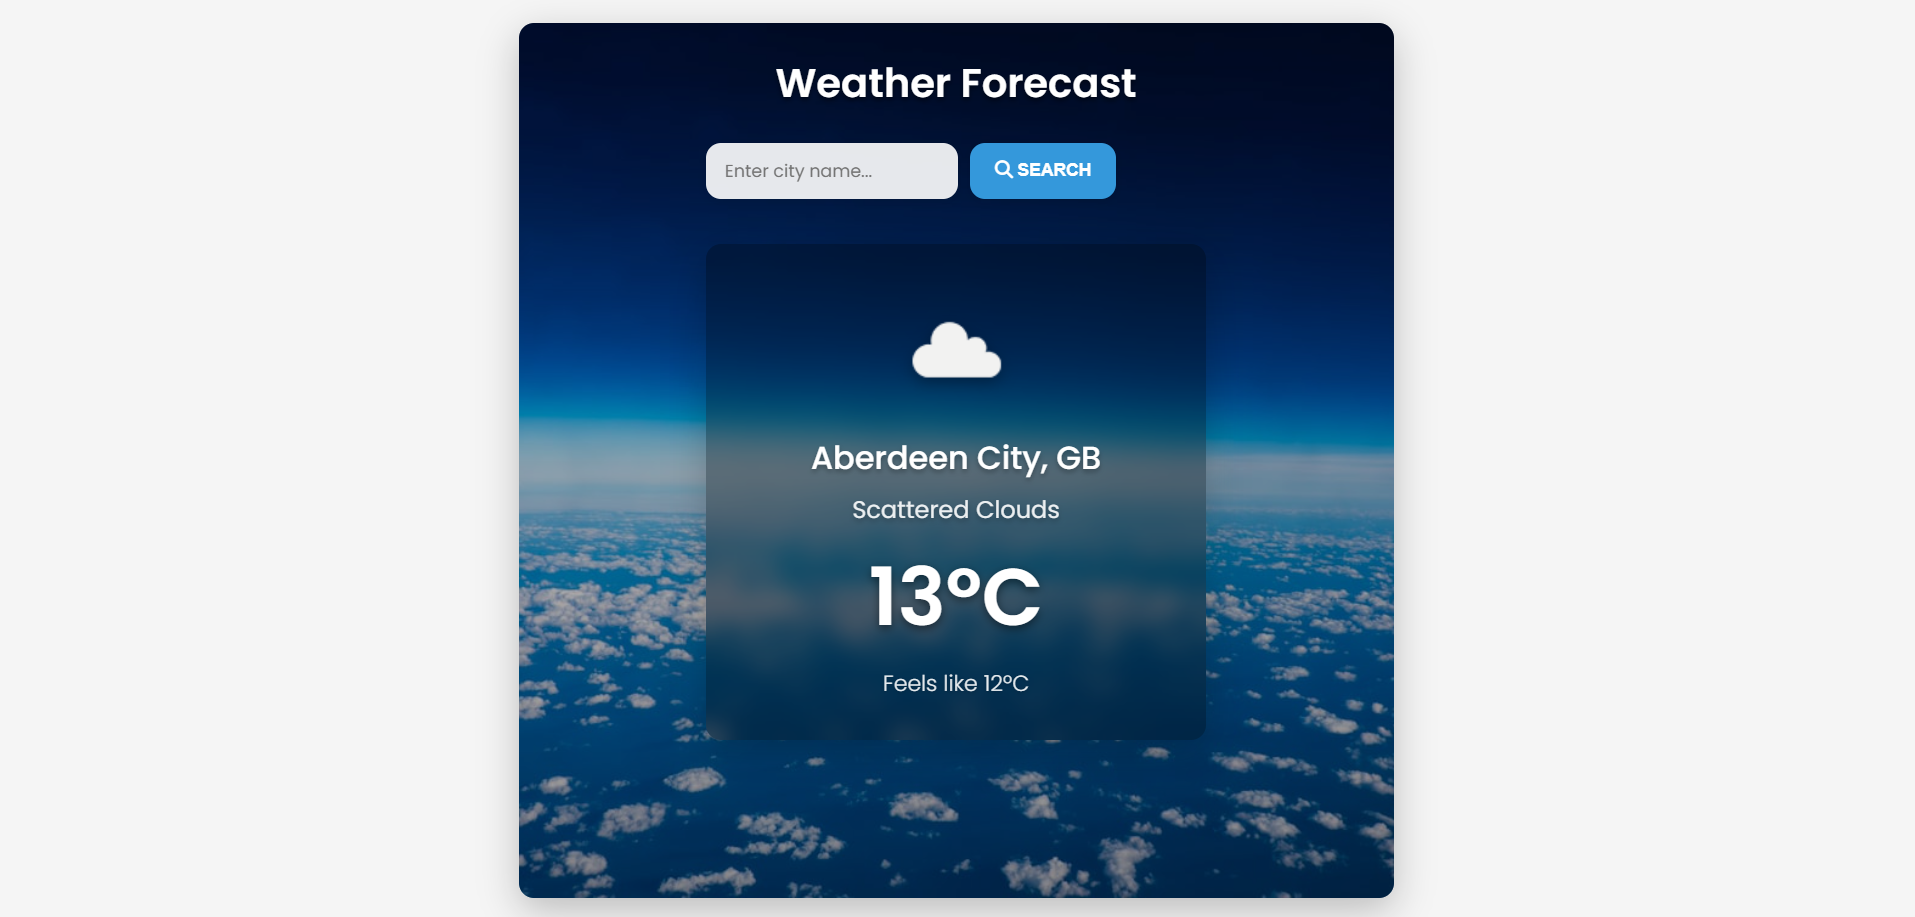 Weather Forecast
Enter city name...
SEARCH
Aberdeen City, GB
Scattered Clouds
13°C
Feels like 12°C